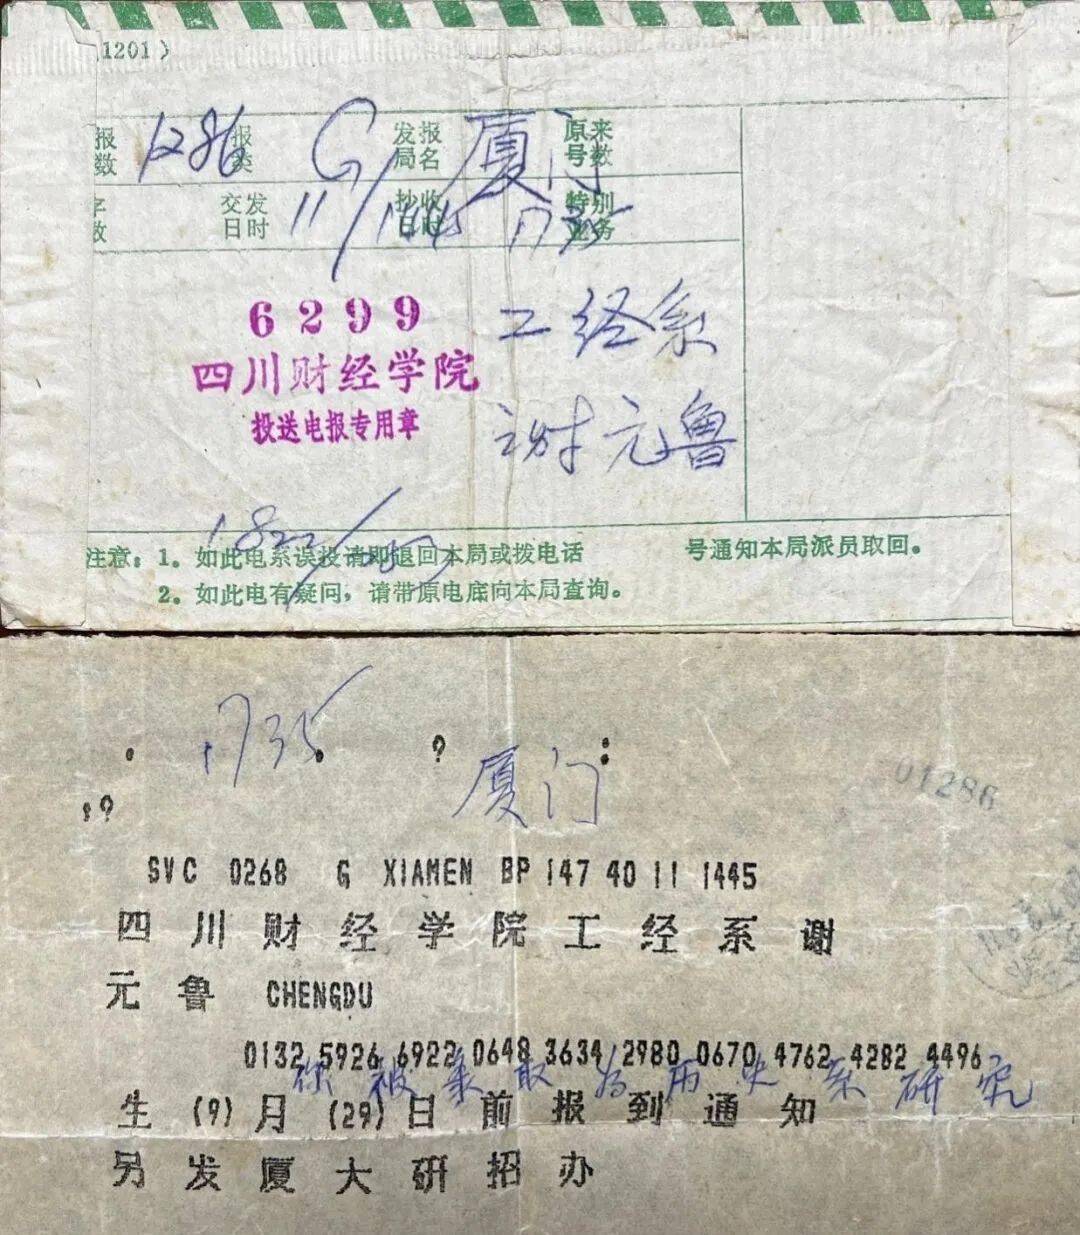 1201）
报数 1286 报类 G 发报局名 厦门 原来号数
字数 交发日时 11/1445 抄收日时 1735 特别业务
6299
四川财经学院
投送电报专用章
工经系
谢元鲁
1822/
注意：1。如此电系误投请即退回本局或拨电话 号通知本局派员取回。
2。如此电有疑问，请带原电底向本局查询。
1735 ?
厦门 :
:?
01286
SVC 0268 G XIAMEN BP 147 40 11 1445
四川财经学院工经系谢
元鲁 CHENGDU
0132 5926 6922 0648 3634 2980 0670 4762 4282 4496
你被录取为历史系研究
生(9)月(29)日前报到通知
另发厦大研招办